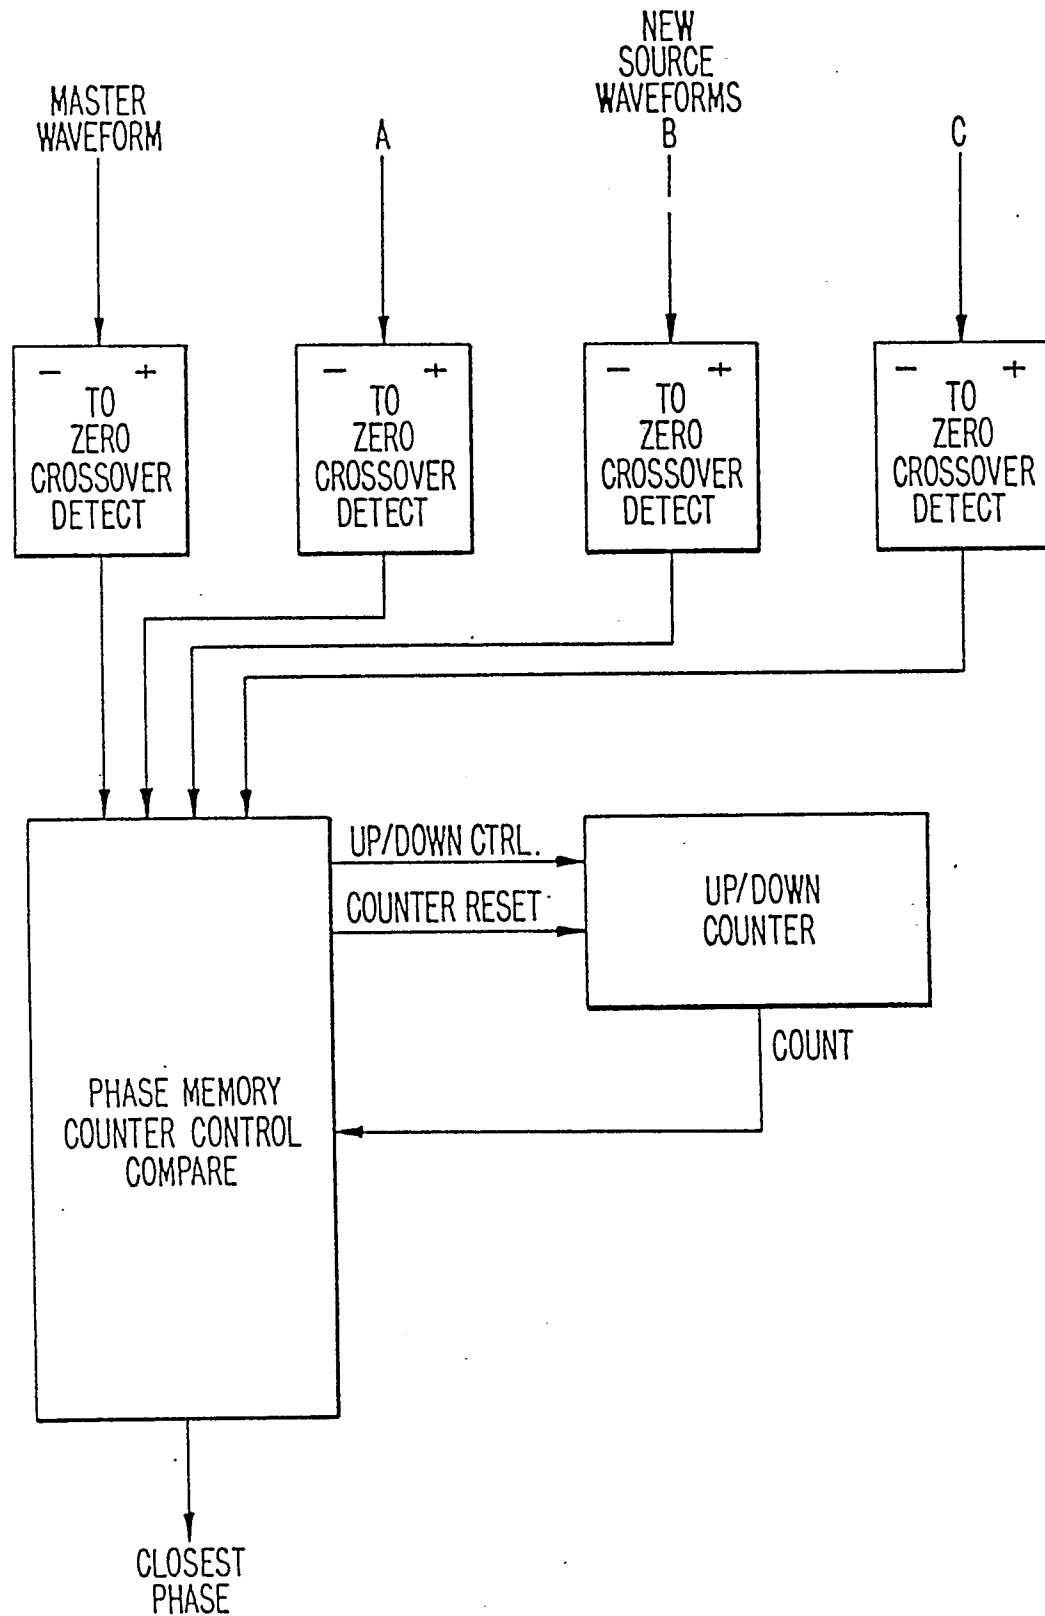 NEW
SOURCE
WAVEFORMS
MASTER
WAVEFORM
A
B
C
- +
TO
ZERO
CROSSOVER
DETECT
- +
TO
ZERO
CROSSOVER
DETECT
- +
TO
ZERO
CROSSOVER
DETECT
- +
TO
ZERO
CROSSOVER
DETECT
UP/DOWN CTRL.
COUNTER RESET
UP/DOWN
COUNTER
COUNT
PHASE MEMORY
COUNTER CONTROL
COMPARE
CLOSEST
PHASE